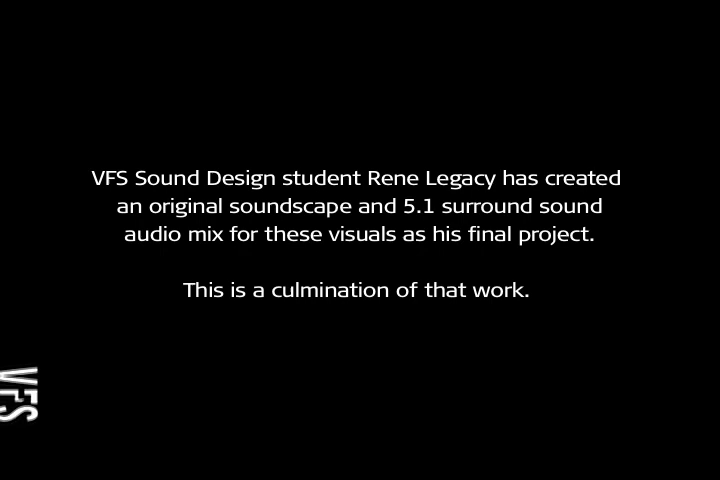 VFS Sound Design student Rene Legacy has created
an original soundscape and 5.1 surround sound
audio mix for these visuals as his final project.
This is a culmination of that work.
VFS